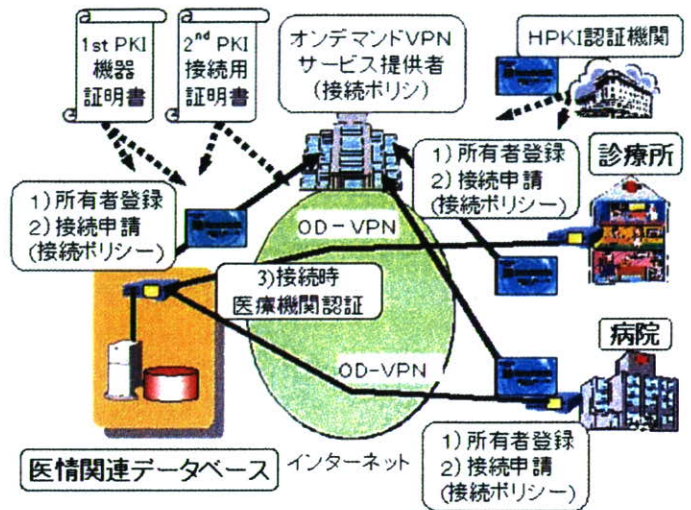 1st PKI
機器
証明書
2nd PKI
接続用
証明書
オンデマンドVPN
サービス提供者
(接続ポリシ)
HPKI認証機関
1) 所有者登録
2) 接続申請
(接続ポリシー)
1) 所有者登録
2) 接続申請
(接続ポリシー)
診療所
OD-VPN
3)接続時
医療機関認証
OD-VPN
病院
1) 所有者登録
2) 接続申請
(接続ポリシー)
医情関連データベース
インターネット